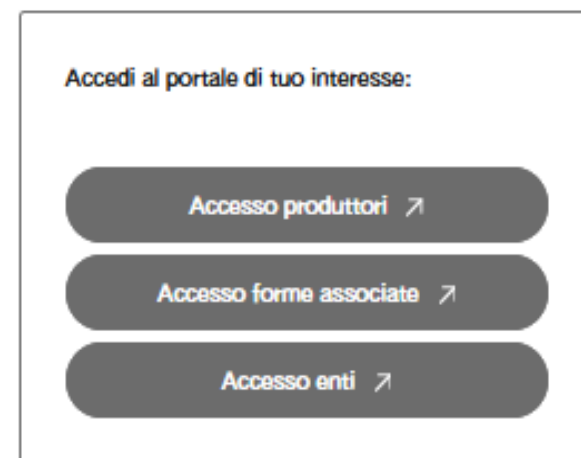 Accedi al portale di tuo interesse:
Accesso produttori ↗
Accesso forme associate ↗
Accesso enti ↗